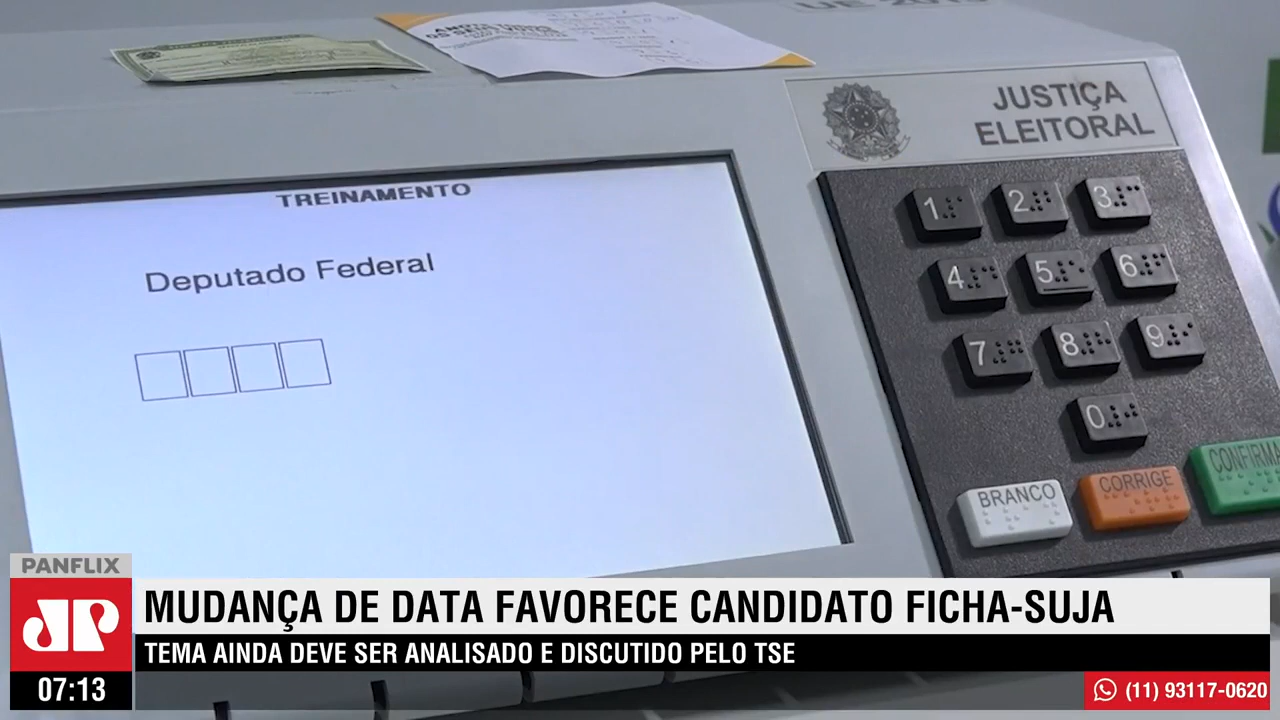 JUSTIÇA
ELEITORAL
TREINAMENTO
Deputado Federal
1
2
3
4
5
6
7
8
9
0
BRANCO
CORRIGE
CONFIRMA
PANFLIX
JP
MUDANÇA DE DATA FAVORECE CANDIDATO FICHA-SUJA
TEMA AINDA DEVE SER ANALISADO E DISCUTIDO PELO TSE
07:13
(11) 93117-0620